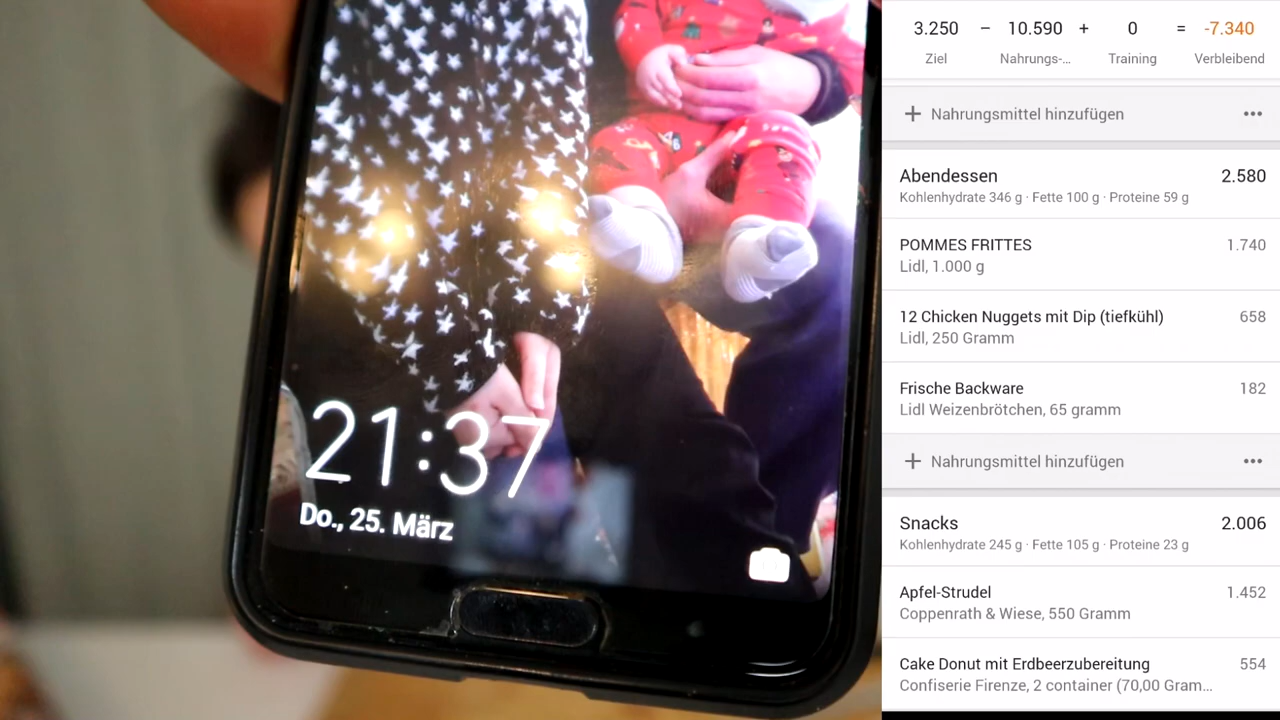 21:37
Do., 25. März
3.250 – 10.590 + 0 = -7.340
Ziel Nahrungs-... Training Verbleibend
+ Nahrungsmittel hinzufügen •••
Abendessen 2.580
Kohlenhydrate 346 g · Fette 100 g · Proteine 59 g
POMMES FRITTES 1.740
Lidl, 1.000 g
12 Chicken Nuggets mit Dip (tiefkühl) 658
Lidl, 250 Gramm
Frische Backware 182
Lidl Weizenbrötchen, 65 gramm
+ Nahrungsmittel hinzufügen •••
Snacks 2.006
Kohlenhydrate 245 g · Fette 105 g · Proteine 23 g
Apfel-Strudel 1.452
Coppenrath & Wiese, 550 Gramm
Cake Donut mit Erdbeerzubereitung 554
Confiserie Firenze, 2 container (70,00 Gram...